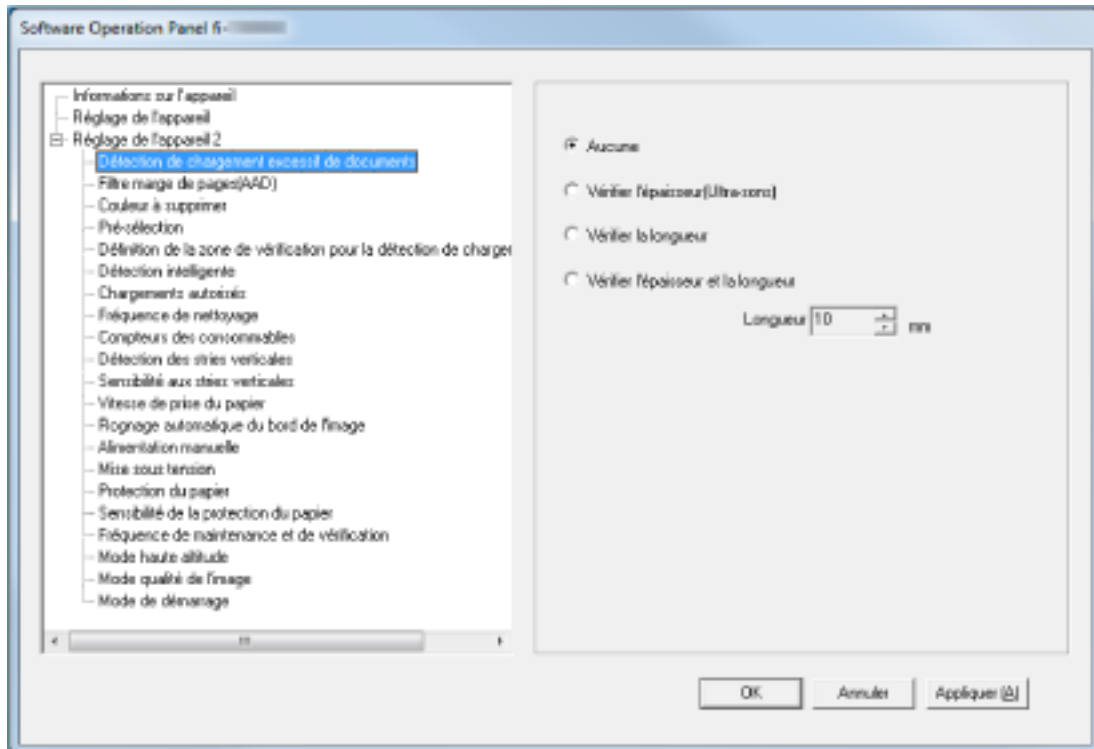 Software Operation Panel fi-
Informations sur l'appareil
Réglage de l'appareil
Réglage de l'appareil 2
Détection de chargement excessif de documents
Filtre marge de pages(AAD)
Couleur à supprimer
Pré-sélection
Définition de la zone de vérification pour la détection de charger
Détection intelligente
Chargements autorisés
Fréquence de nettoyage
Compteurs des consommables
Détection des stries verticales
Sensibilité aux stries verticales
Vitesse de prise du papier
Rognage automatique du bord de l'image
Alimentation manuelle
Mise sous tension
Protection du papier
Sensibilité de la protection du papier
Fréquence de maintenance et de vérification
Mode haute altitude
Mode qualité de l'image
Mode de démarrage
Aucune
Vérifier l'épaisseur(Ultra-sons)
Vérifier la longueur
Vérifier l'épaisseur et la longueur
Longueur 10 mm
OK Annuler Appliquer (A)